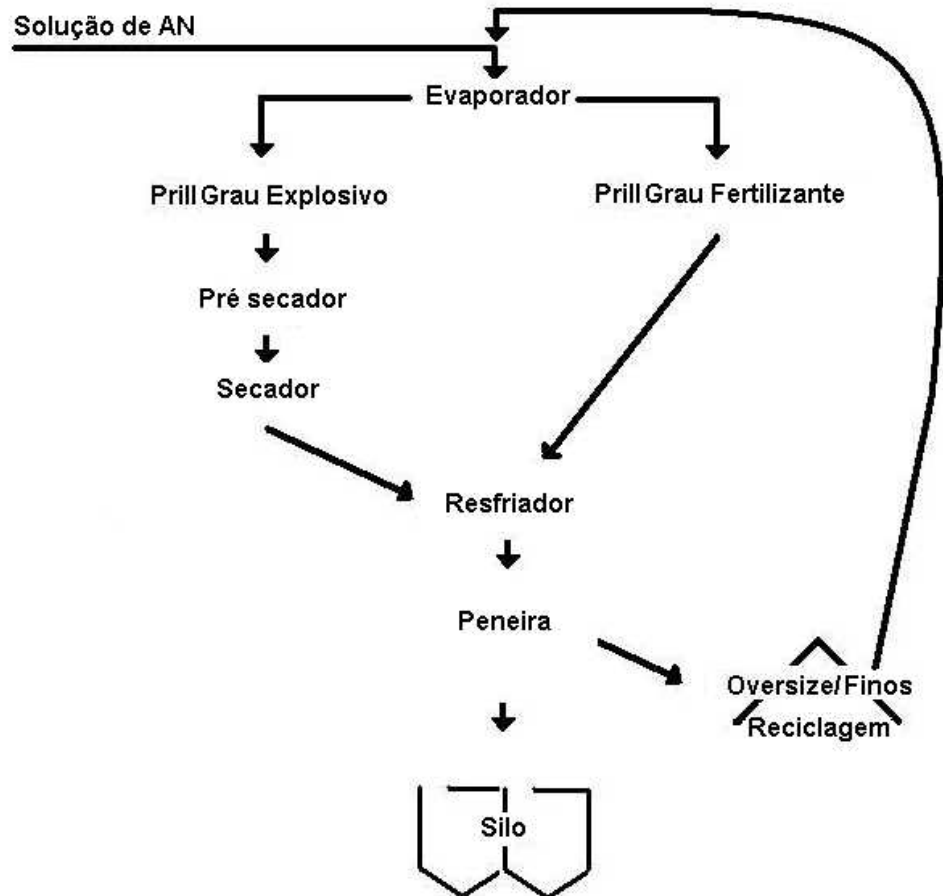 Solução de AN
Evaporador
Prill Grau Explosivo
Prill Grau Fertilizante
Pré secador
Secador
Resfriador
Peneira
Oversize/Finos
Reciclagem
Silo